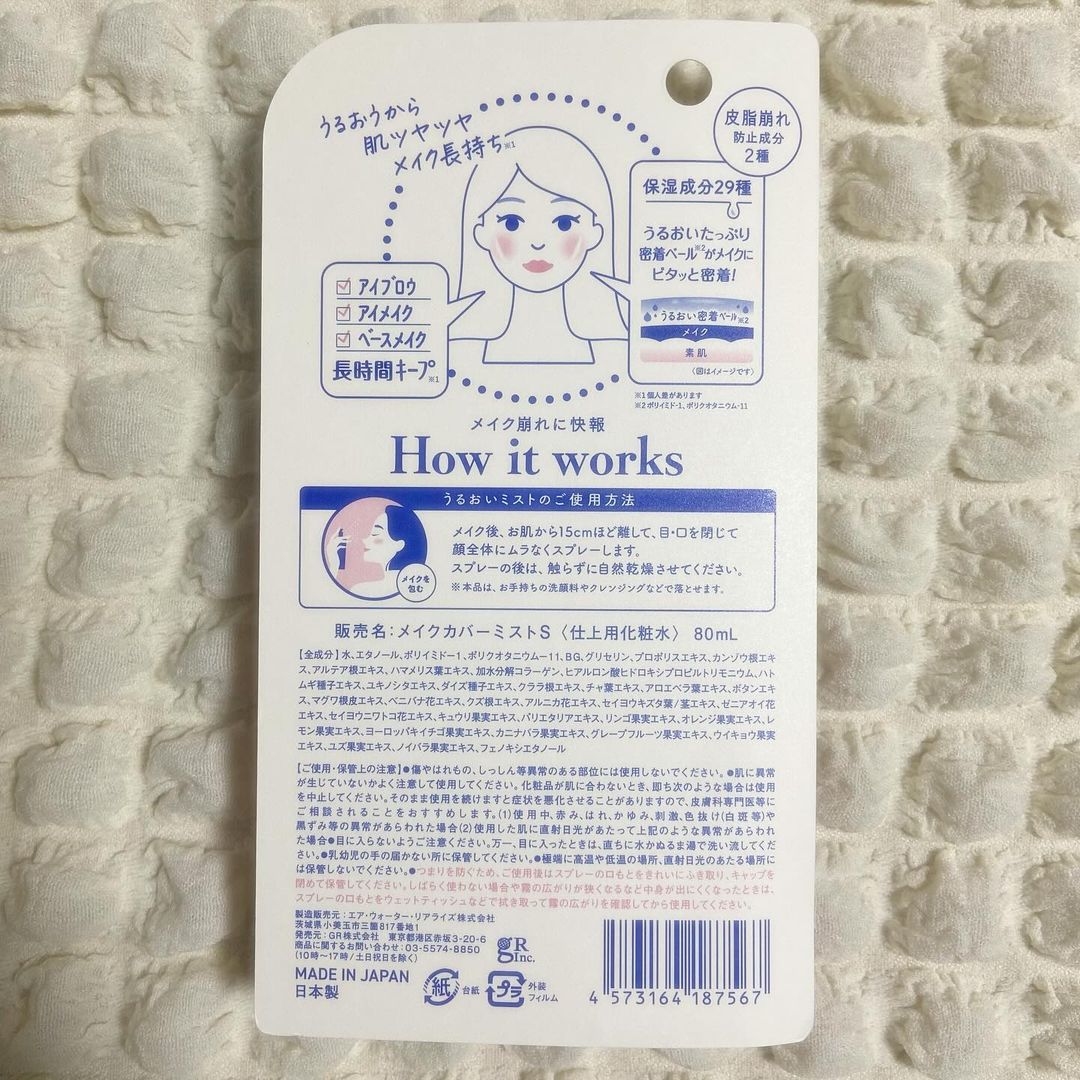 うるおうから
肌ツヤツヤ
メイク長持ち※1
皮脂崩れ
防止成分
2種
保湿成分29種
うるおいたっぷり
密着ベール※2がメイクに
ピタッと密着!
うるおい密着ベール※2
メイク
素肌
(図はイメージです)
アイブロウ
アイメイク
ベースメイク
長時間キープ※1
※1 個人差があります
※2 ポリイミド-1、ポリクオタニウム-11
メイク崩れに快報
How it works
うるおいミストのご使用方法
メイクを
包む
メイク後、お肌から15cmほど離して、目・口を閉じて
顔全体にムラなくスプレーします。
スプレーの後は、触らずに自然乾燥させてください。
※本品は、お手持ちの洗顔料やクレンジングなどで落とせます。
販売名:メイクカバーミストS〈仕上用化粧水〉 80mL
【全成分】水、エタノール、ポリイミドー1、ポリクオタニウムー11、BG、グリセリン、プロポリスエキス、カンゾウ根エキ
ス、アルテア根エキス、ハマメリス葉エキス、加水分解コラーゲン、ヒアルロン酸ヒドロキシプロピルトリモニウム、ハト
ムギ種子エキス、ユキノシタエキス、ダイズ種子エキス、クララ根エキス、チャ葉エキス、アロエベラ葉エキス、ボタンエキ
ス、マグワ根皮エキス、ベニバナ花エキス、クズ根エキス、アルニカ花エキス、セイヨウキズタ葉/茎エキス、ゼニアオイ花
エキス、セイヨウニワトコ花エキス、キュウリ果実エキス、パリエタリアエキス、リンゴ果実エキス、オレンジ果実エキス、レ
モン果実エキス、ヨーロッパキイチゴ果実エキス、カニナバラ果実エキス、グレープフルーツ果実エキス、ウイキョウ果実
エキス、ユズ果実エキス、ノイバラ果実エキス、フェノキシエタノール
【ご使用・保管上の注意】●傷やはれもの、しっしん等異常のある部位には使用しないでください。●肌に異常
が生じていないかよく注意して使用してください。化粧品が肌に合わないとき、即ち次のような場合は使用
を中止してください。そのまま使用を続けますと症状を悪化させることがありますので、皮膚科専門医等に
ご相談されることをおすすめします。(1)使用中、赤み、はれ、かゆみ、刺激、色抜け(白斑等)や
黒ずみ等の異常があらわれた場合(2)使用した肌に直射日光があたって上記のような異常があらわれ
た場合●目に入らないようご注意ください。万一、目に入ったときは、直ちに水かぬるま湯で洗い流してくだ
さい。●乳幼児の手の届かない所に保管してください。●極端に高温や低温の場所、直射日光のあたる場所に
は保管しないでください。●つまりを防ぐため、ご使用後はスプレーの口もとをきれいにふき取り、キャップを
閉めて保管してください。しばらく使わない場合や霧の広がりが狭くなるなど中身が出にくくなったときは、
スプレーの口もとをウェットティッシュなどで拭き取って霧の広がりを確認してから使用してください。
製造販売元:エア・ウォーター・リアライズ株式会社
茨城県小美玉市三箇817番地1
発売元:GR株式会社 東京都港区赤坂3-20-6
商品に関するお問い合わせ:03-5574-8850
(10時〜17時/土日祝日を除く)
MADE IN JAPAN
日本製
gR
Inc.
紙
台紙
プラ
外装
フィルム
4 573164 187567